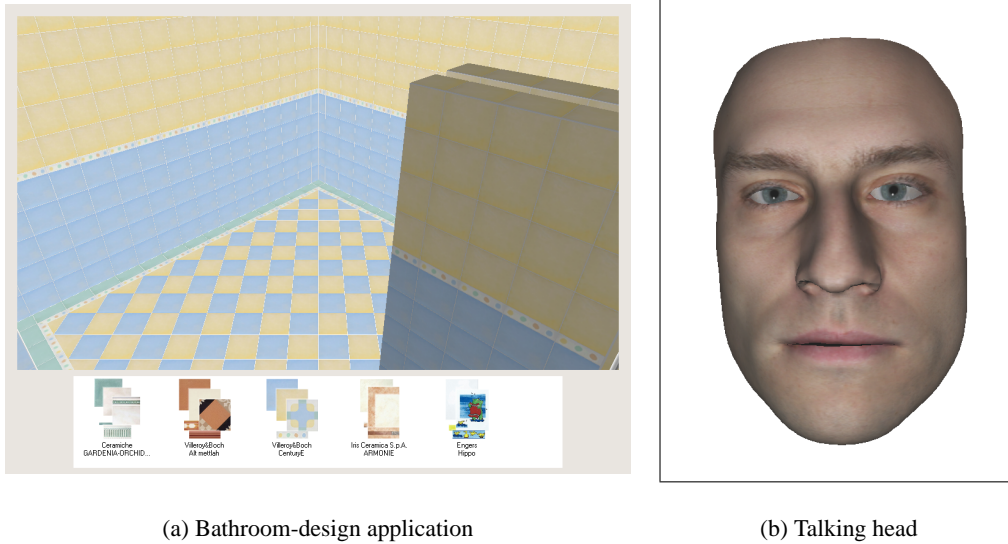 Ceramiche
GARDENIA-ORCHID...
Villeroy&Boch
Alt mettlah
Villeroy&Boch
CenturyE
Iris Ceramica S.p.A.
ARMONIE
Engers
Hippo
(a) Bathroom-design application
(b) Talking head